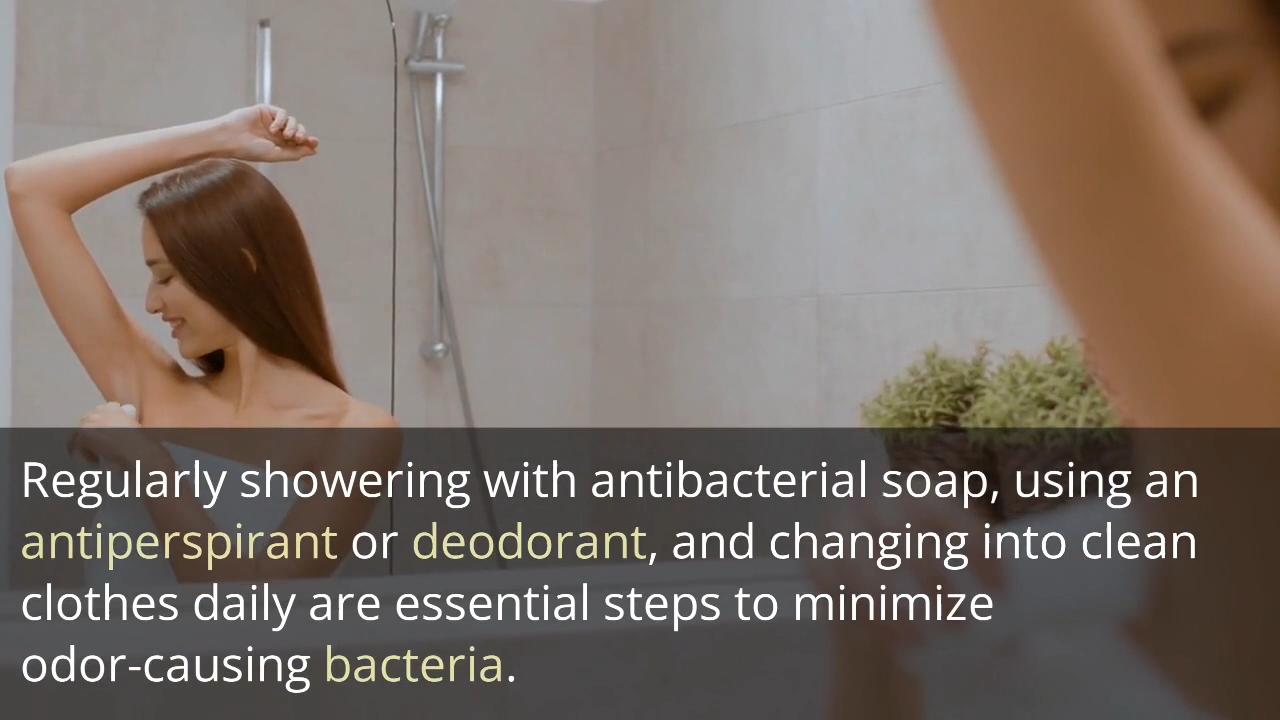 Regularly showering with antibacterial soap, using an
antiperspirant or deodorant, and changing into clean
clothes daily are essential steps to minimize
odor-causing bacteria.